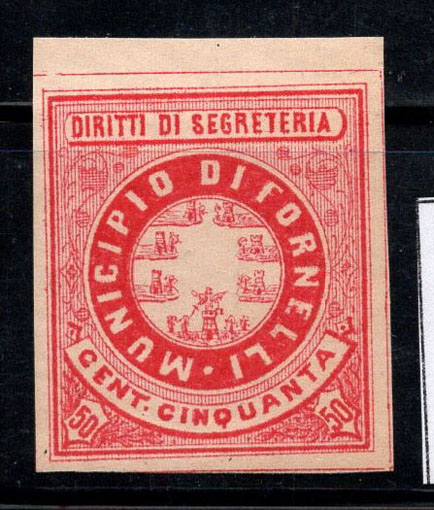 DIRITTI DI SEGRETERIA
MUNICIPIO DI FORNELLI ·
CENT. CINQUANTA
50
50